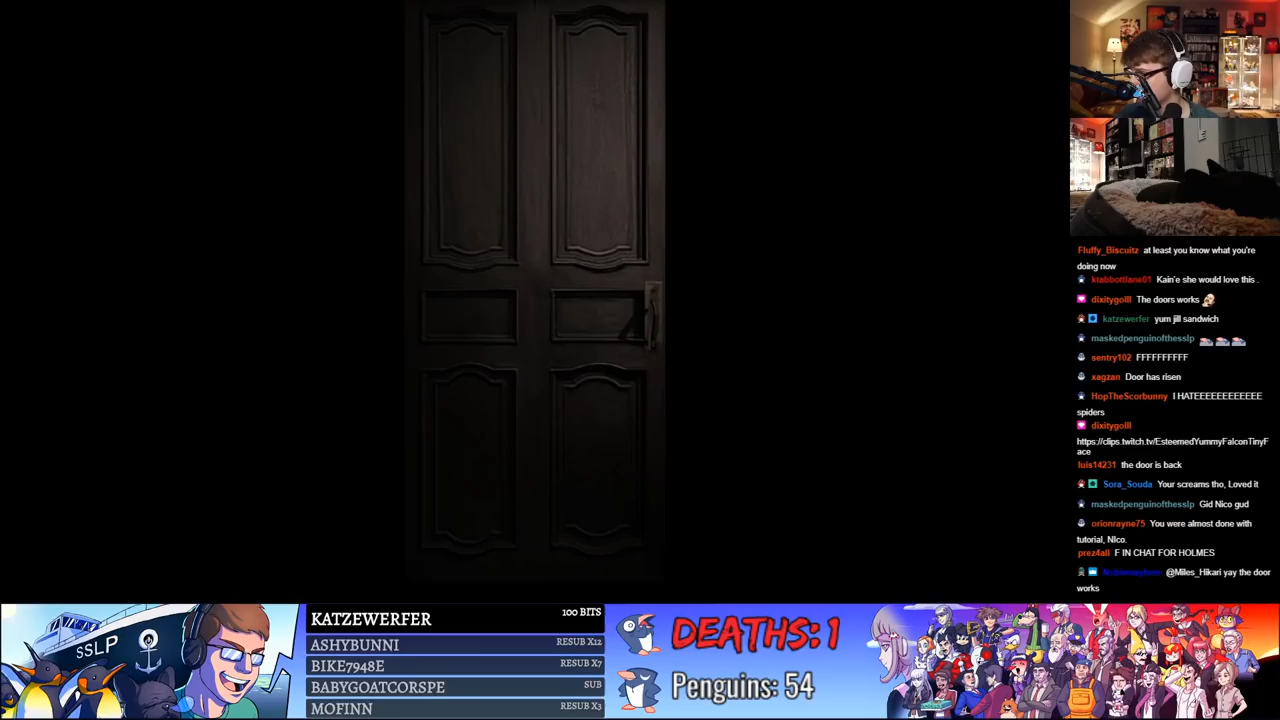 Fluffy_Biscuitz at least you know what you're
doing now
ktabbottlane01 Kain'e she would love this .
dixitygolll The doors works
katzewerfer yum jill sandwich
maskedpenguinofthesslp
sentry102 FFFFFFFFFF
xagzan Door has risen
HopTheScorbunny I HATEEEEEEEEEEEE
spiders
dixitygolll
https://clips.twitch.tv/EsteemedYummyFalconTinyF
ace
luis14231 the door is back
Sora_Souda Your screams tho, Loved it
maskedpenguinofthesslp Gid Nico gud
orionrayne75 You were almost done with
tutorial, NIco.
prez4all F IN CHAT FOR HOLMES
@Miles_Hikari yay the door
works
SSLP
KATZEWERFER 100 BITS
ASHYBUNNI RESUB X12
BIKE7948E RESUB X7
BABYGOATCORSPE SUB
MOFINN RESUB X3
DEATHS: 1
Penguins: 54